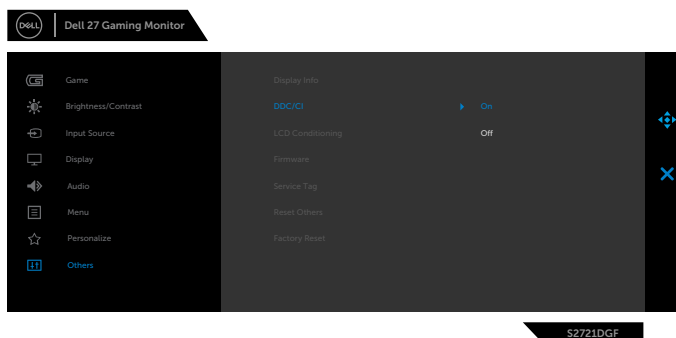 DELL Dell 27 Gaming Monitor
Game Display Info
Brightness/Contrast DDC/CI On
Input Source LCD Conditioning Off
Display Firmware
Audio Service Tag
Menu Reset Others
Personalize Factory Reset
Others
S2721DGF